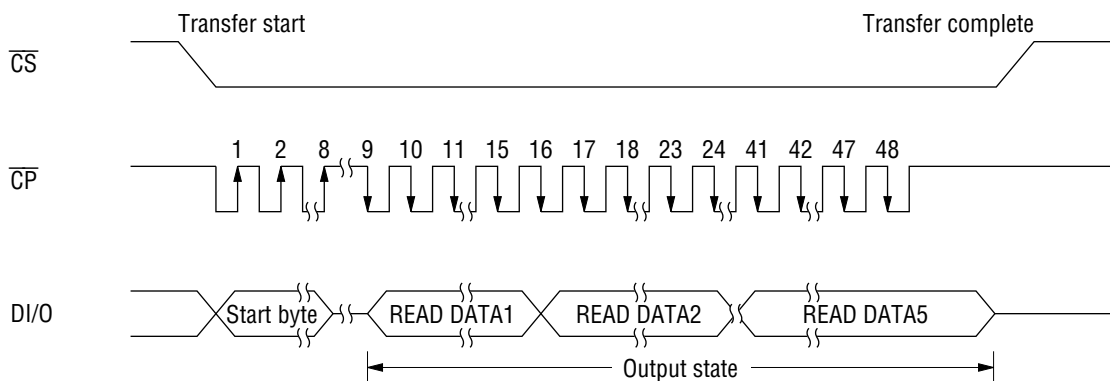 Transfer start Transfer complete
CS
1 2 8 9 10 11 15 16 17 18 23 24 41 42 47 48
CP
DI/O Start byte READ DATA1 READ DATA2 READ DATA5
Output state